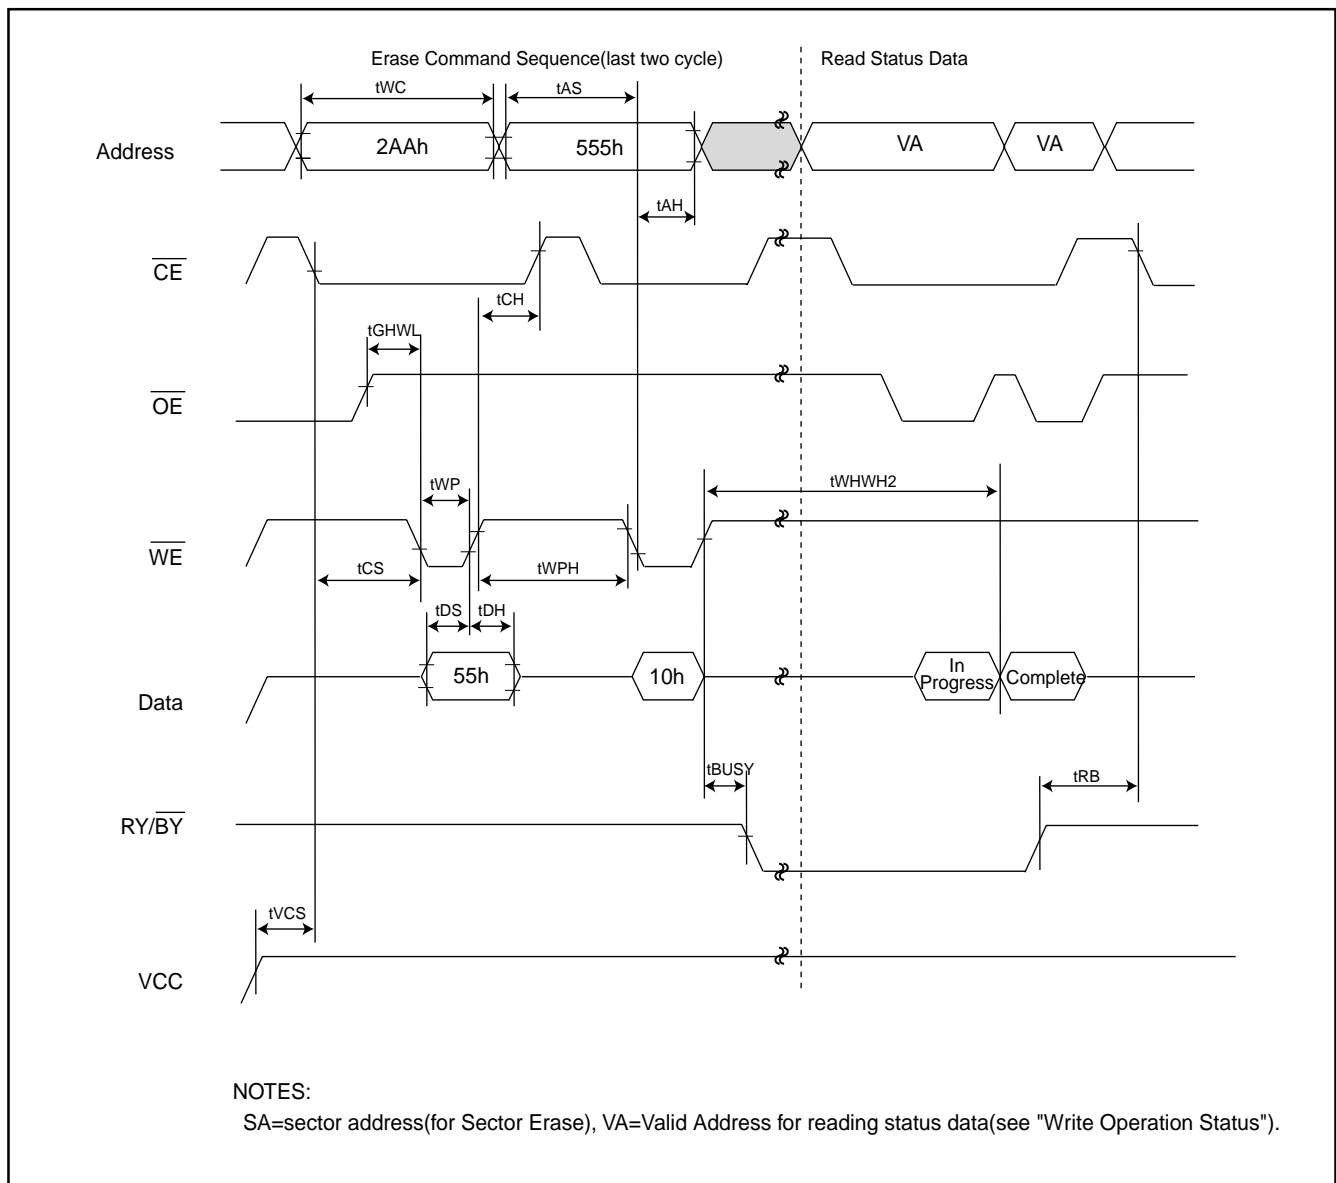 Erase Command Sequence(last two cycle) Read Status Data
tWC tAS
Address 2AAh 555h VA VA
tAH
CE
tCH
tGHWL
OE
tWP tWHWH2
WE
tCS tWPH
tDS tDH
Data 55h 10h In Progress Complete
tBUSY tRB
RY/BY
tVCS
VCC
NOTES:
SA=sector address(for Sector Erase), VA=Valid Address for reading status data(see "Write Operation Status").